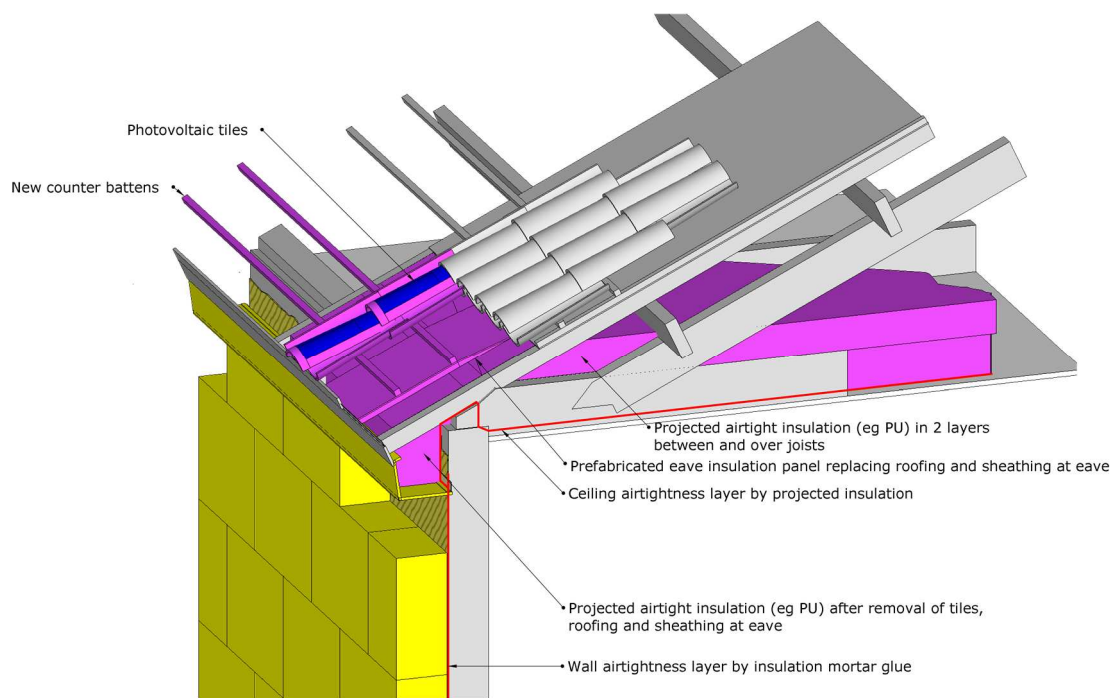 Photovoltaic tiles
New counter battens
Projected airtight insulation (eg PU) in 2 layers
between and over joists
Prefabricated eave insulation panel replacing roofing and sheathing at eave
Ceiling airtightness layer by projected insulation
Projected airtight insulation (eg PU) after removal of tiles,
roofing and sheathing at eave
Wall airtightness layer by insulation mortar glue